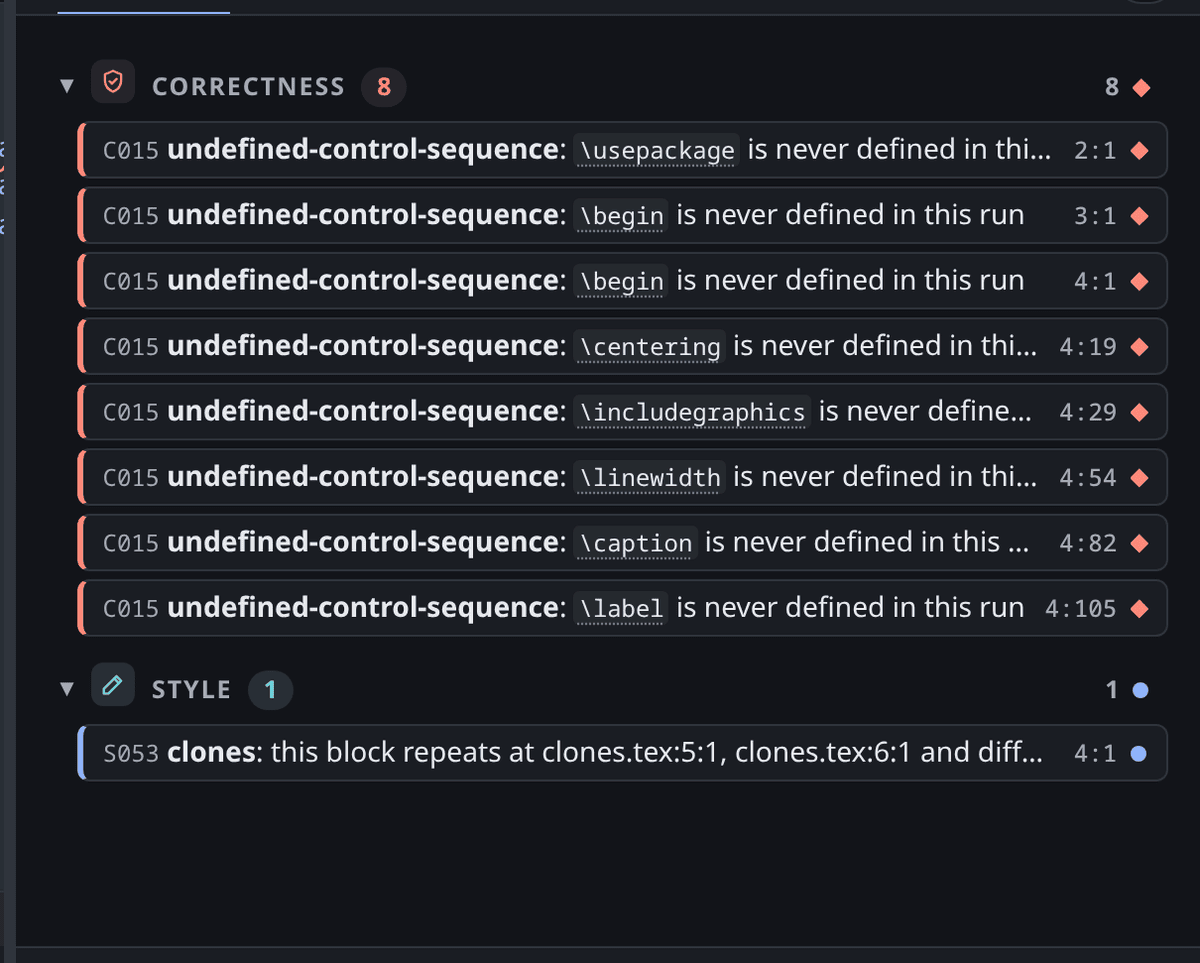 ▼ CORRECTNESS 8 8
C015 undefined-control-sequence: \usepackage is never defined in thi... 2:1
C015 undefined-control-sequence: \begin is never defined in this run 3:1
C015 undefined-control-sequence: \begin is never defined in this run 4:1
C015 undefined-control-sequence: \centering is never defined in thi... 4:19
C015 undefined-control-sequence: \includegraphics is never define... 4:29
C015 undefined-control-sequence: \linewidth is never defined in thi... 4:54
C015 undefined-control-sequence: \caption is never defined in this ... 4:82
C015 undefined-control-sequence: \label is never defined in this run 4:105
▼ STYLE 1 1
S053 clones: this block repeats at clones.tex:5:1, clones.tex:6:1 and diff... 4:1